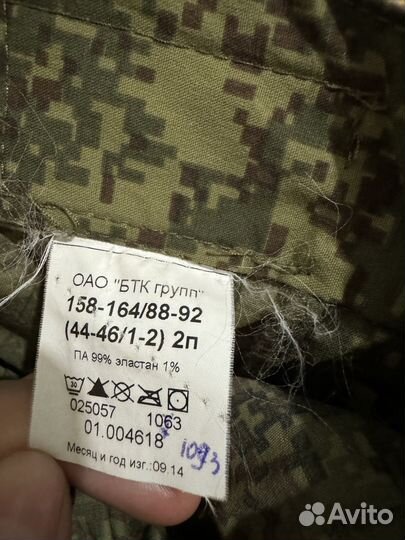 ОАО "БТК групп"
158-164/88-92
(44-46/1-2) 2п
ПА 99% эластан 1%
30
025057 1063
01.004618
1093
Месяц и год изг.:09.14
Avito